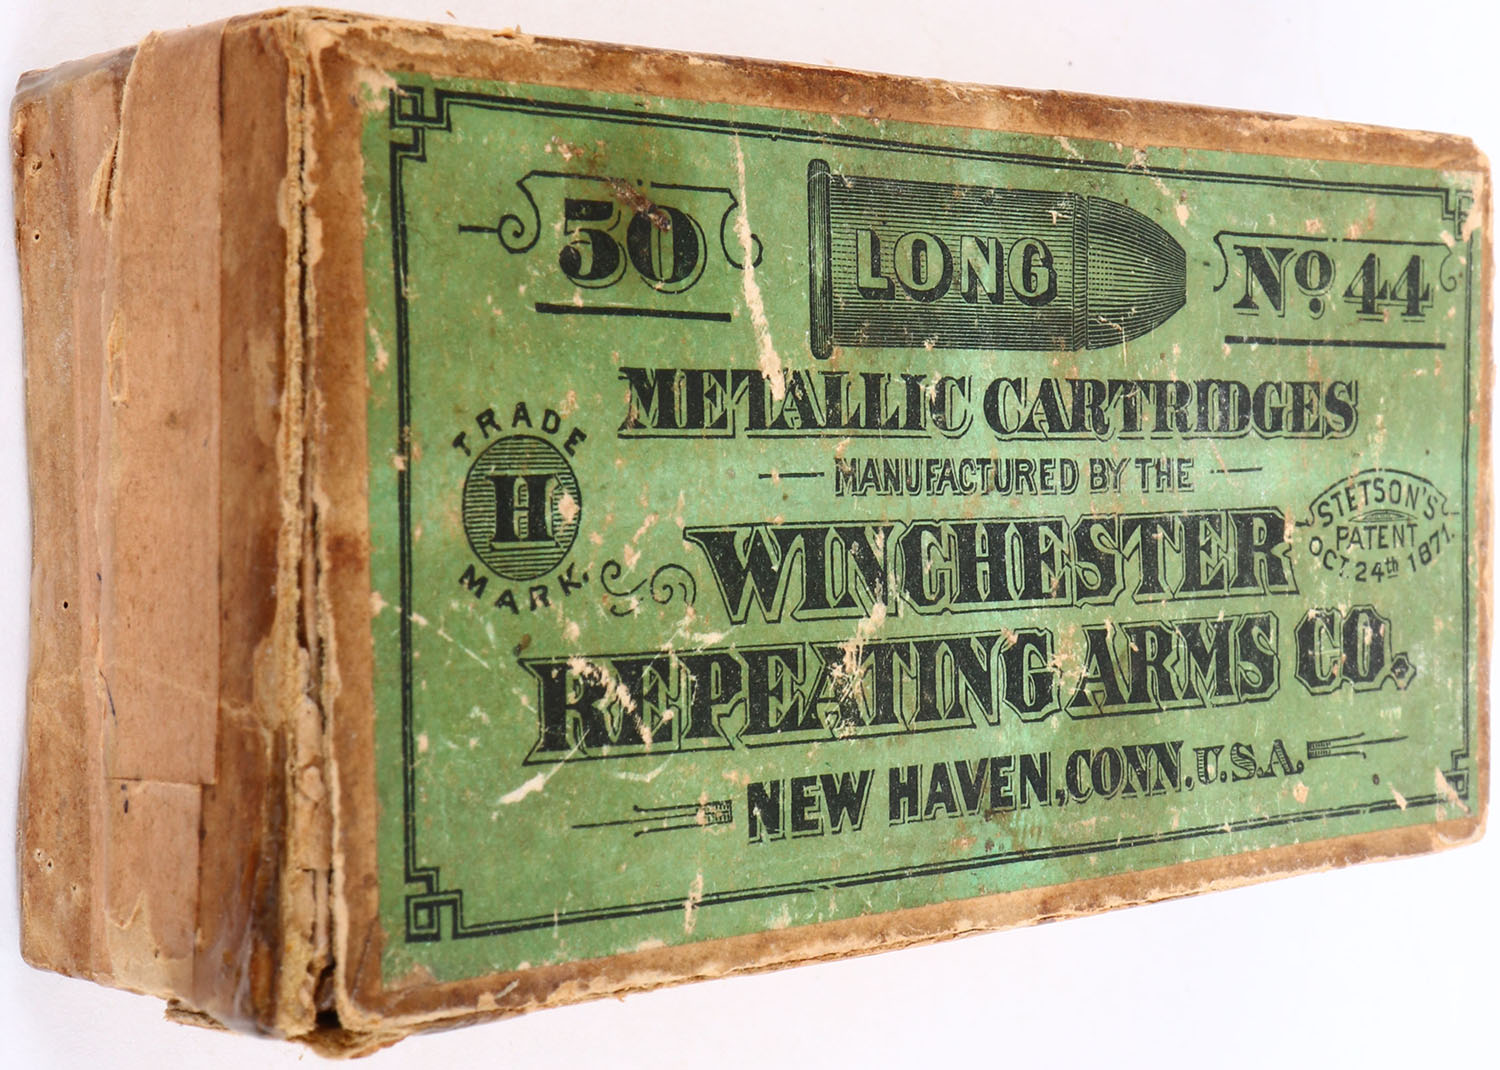 50
LONG
No 44
METALLIC CARTRIDGES
MANUFACTURED BY THE
TRADE
H
MARK.
WINCHESTER
STETSON'S
PATENT
OCT. 24th 1871.
REPEATING ARMS CO.
NEW HAVEN, CONN. U.S.A.